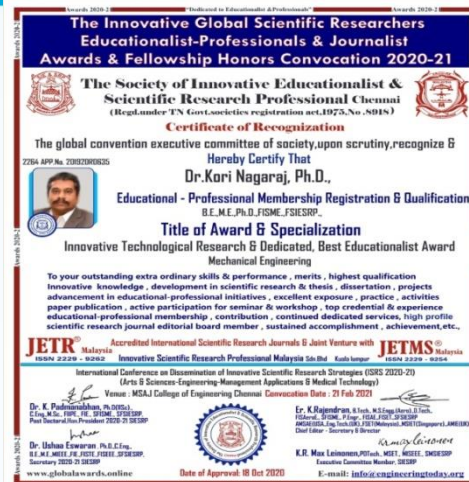 Awards 2020-21 "Dedicated to Educationalist &Professionals" Awards 2020-21
The Innovative Global Scientific Researchers
Educationalist-Professionals & Journalist
Awards & Fellowship Honors Convocation 2020-21
The Society of Innovative Educationalist &
Scientific Research Professional Chennai
(Regd.under TN Govt.societies registration act,1975,No .8918)
Certificate of Recognization
The global convention executive committee of society,upon scrutiny,recognize &
2264 APP.No. 20192OR0635
Hereby Certify That
Dr.Kori Nagaraj, Ph.D.,
Educational - Professional Membership Registration & Qualification
B.E.,M.E.,Ph.D.,FISME.,FSIESRP.,
Title of Award & Specialization
Innovative Technological Research & Dedicated, Best Educationalist Award
Mechanical Engineering
To your outstanding extra ordinary skills & performance , merits , highest qualification
Innovative knowledge , development in scientific research & thesis , dissertation , projects
advancement in educational-professional initiatives , excellent exposure , practice , activities
paper publication , active participation for seminar & workshop , top credential & experience
educational-professional membership , contribution , continued dedicated services, high profile
scientific research journal editorial board member , sustained accomplishment , achievement,etc.,
JETR Malaysia
ISSN 2229 - 9262
Accredited International Scientific Research Journals & Joint Venture with
Innovative Scientific Research Professional Malaysia Sdn.Bhd Kuala lumpur
JETMS Malaysia
ISSN 2229 - 9254
International Conference on Dissemination of Innovative Scientific Research Strategies (ISRS 2020-21)
(Arts & Sciences-Engineering-Management Applications & Medical Technology)
Venue : MSAJ College of Engineering Chennai Convocation Date : 21 Feb 2021
Dr. K. Padmanabhan, Ph.D(IISc).,
Post Doctoral,Hon.President 2020-21 SIESRP
Er. K.Rajendran,
Chief Editor - Secretary & Director
Dr. Ushaa Eswaran, Ph.D.,C.Eng.,
Secretary 2020-21 SIESRP
K.R. Max Leinonen,
Executive Committee Member, SIESRP
www.globalawards.online
Date of Approval: 18 Oct 2020
E-mail: info@engineeringtoday.org
Awards 2020-21